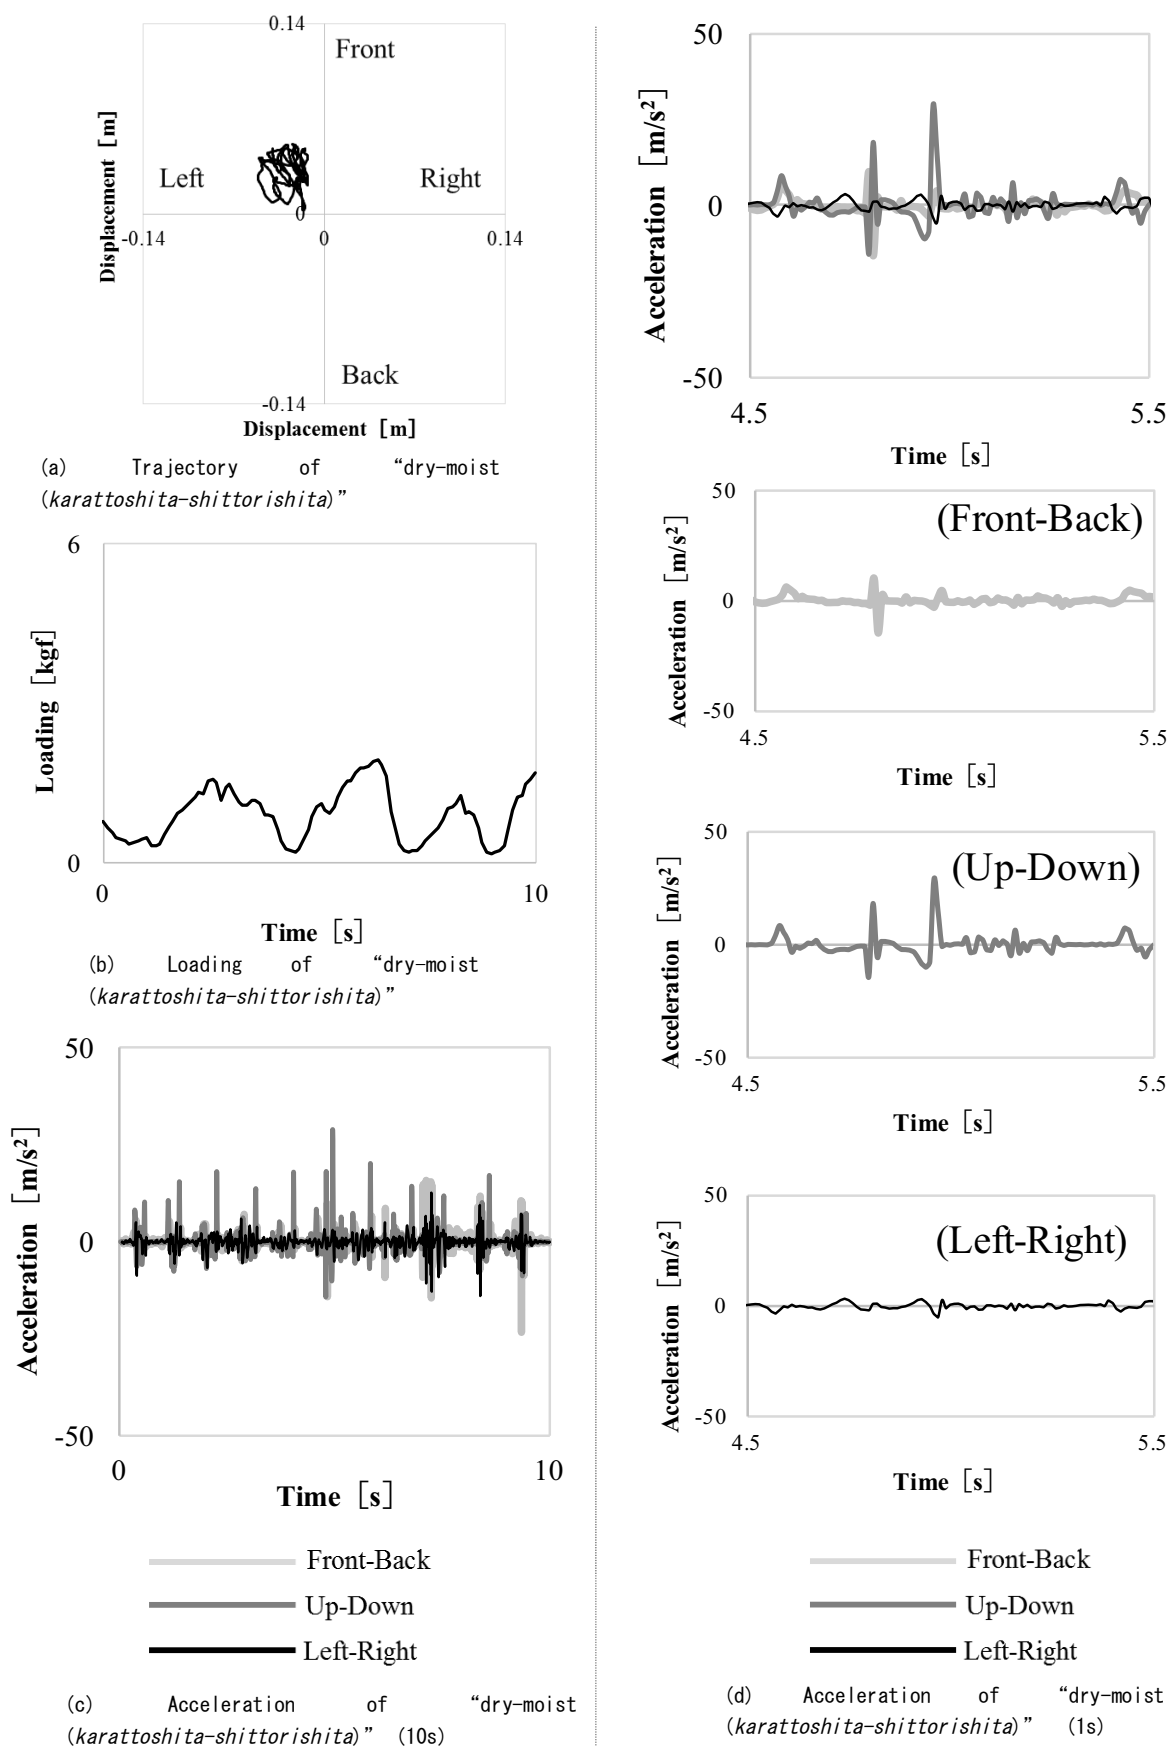 0.14
Front
Displacement [m]
Left
Right
0
-0.14
0
0.14
Back
-0.14
Displacement [m]
(a) Trajectory of “dry-moist
(karattoshita-shittorishita)”
6
Loading [kgf]
0
0
10
Time [s]
(b) Loading of “dry-moist
(karattoshita-shittorishita)”
50
Acceleration [m/s²]
0
-50
0
10
Time [s]
Front-Back
Up-Down
Left-Right
(c) Acceleration of “dry-moist
(karattoshita-shittorishita)” (10s)
50
Acceleration [m/s²]
0
-50
4.5
5.5
Time [s]
50
(Front-Back)
Acceleration [m/s²]
0
-50
4.5
5.5
Time [s]
50
(Up-Down)
Acceleration [m/s²]
0
-50
4.5
5.5
Time [s]
50
(Left-Right)
Acceleration [m/s²]
0
-50
4.5
5.5
Time [s]
Front-Back
Up-Down
Left-Right
(d) Acceleration of “dry-moist
(karattoshita-shittorishita)” (1s)